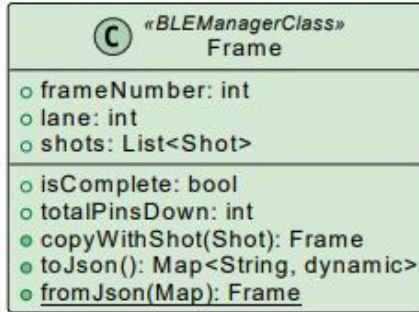 C «BLEManagerClass»
Frame
frameNumber: int
lane: int
shots: List<Shot>
isComplete: bool
totalPinsDown: int
copyWithShot(Shot): Frame
toJson(): Map<String, dynamic>
fromJson(Map): Frame